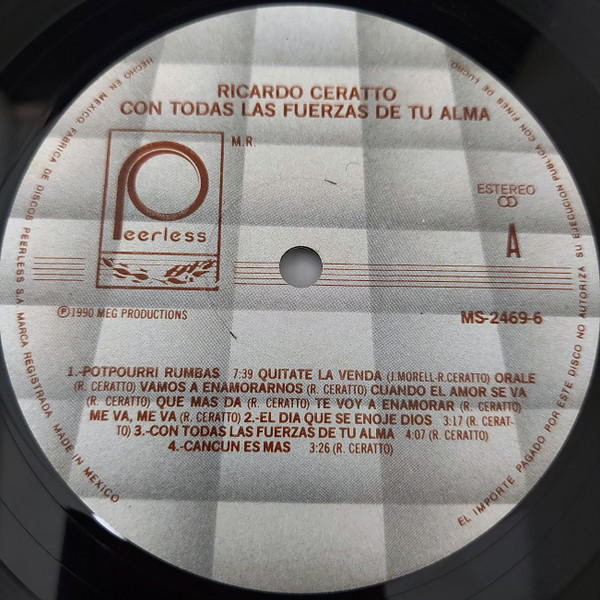 RICARDO CERATTO
CON TODAS LAS FUERZAS DE TU ALMA
M.R.
Peerless
ESTEREO
A
℗1990 MEG PRODUCTIONS
MS-2469-6
1.-POTPOURRI RUMBAS 7:39 QUITATE LA VENDA (J.MORELL-R.CERATTO) ORALE
(R. CERATTO) VAMOS A ENAMORARNOS (R. CERATTO) CUANDO EL AMOR SE VA
(R. CERATTO) QUE MAS DA (R. CERATTO) TE VOY A ENAMORAR (R. CERATTO)
ME VA, ME VA (R. CERATTO) 2.-EL DIA QUE SE ENOJE DIOS 3:17 (R. CERAT-
TO) 3.-CON TODAS LAS FUERZAS DE TU ALMA 4:07 (R. CERATTO)
4.-CANCUN ES MAS 3:26 (R. CERATTO)
HECHO EN MEXICO FABRICA DE DISCOS PEERLESS S.A MARCA REGISTRADA MADE IN MEXICO
EL IMPORTE PAGADO POR ESTE DISCO NO AUTORIZA SU EJECUCION PUBLICA CON FINES DE LUCRO